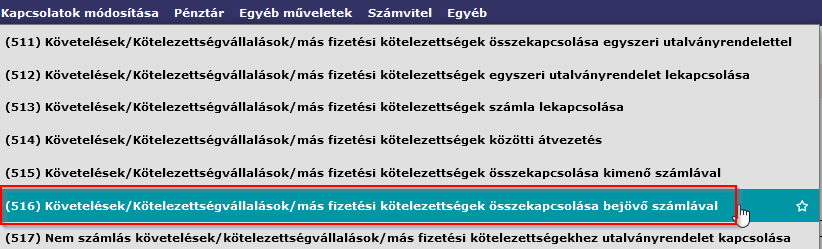 Kapcsolatok módosítása Pénztár Egyéb műveletek Számvitel Egyéb
(511) Követelések/Kötelezettségvállalások/más fizetési kötelezettségek összekapcsolása egyszeri utalványrendelettel
(512) Követelések/Kötelezettségvállalások/más fizetési kötelezettségek egyszeri utalványrendelet lekapcsolása
(513) Követelések/Kötelezettségvállalások/más fizetési kötelezettségek számla lekapcsolása
(514) Követelések/Kötelezettségvállalások/más fizetési kötelezettségek közötti átvezetés
(515) Követelések/Kötelezettségvállalások/más fizetési kötelezettségek összekapcsolása kimenő számlával
(516) Követelések/Kötelezettségvállalások/más fizetési kötelezettségek összekapcsolása bejövő számlával
(517) Nem számlás követelések/kötelezettségvállalások/más fizetési kötelezettségekhez utalványrendelet kapcsolása